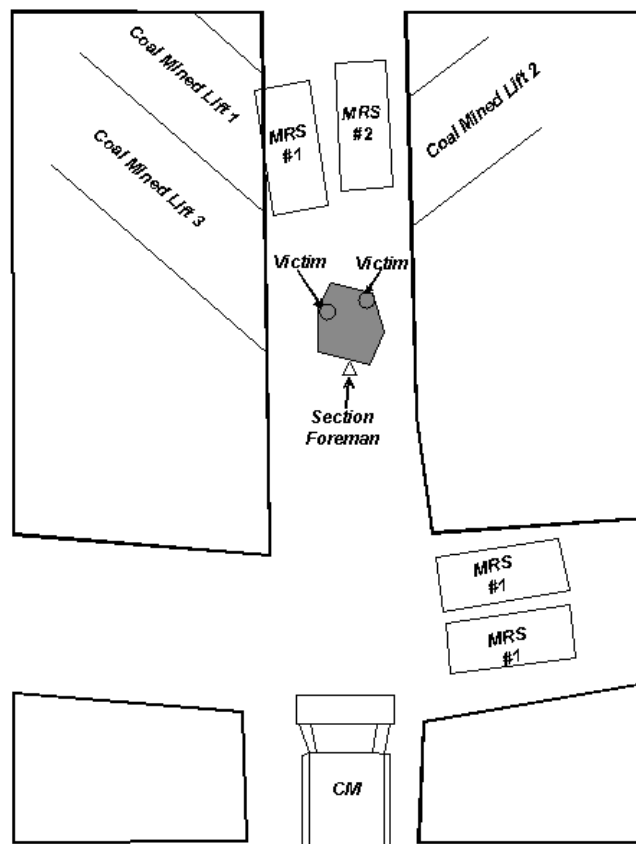 Coal Mined Lift 1
Coal Mined Lift 2
Coal Mined Lift 3
MRS
#1
MRS
#2
Victim
Victim
Section
Foreman
MRS
#1
MRS
#1
CM